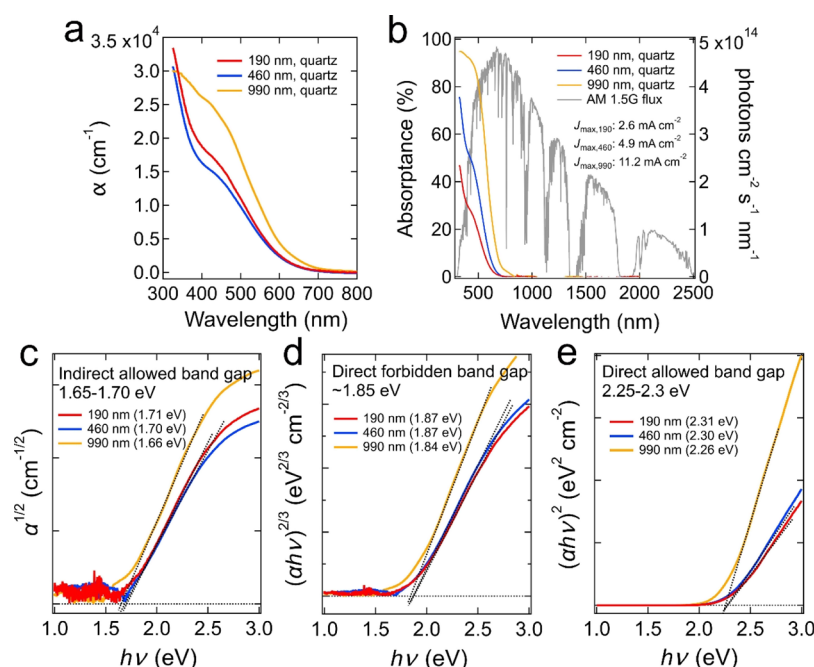 a
3.5 x10⁴
3.0
2.5
2.0
1.5
1.0
0.5
0.0
α (cm⁻¹)
190 nm, quartz
460 nm, quartz
990 nm, quartz
300 400 500 600 700 800
Wavelength (nm)
b
100
80
60
40
20
0
Absorptance (%)
190 nm, quartz
460 nm, quartz
990 nm, quartz
AM 1.5G flux
Jmax,190: 2.6 mA cm⁻²
Jmax,460: 4.9 mA cm⁻²
Jmax,990: 11.2 mA cm⁻²
5 x10¹⁴
4
3
2
1
0
photons cm⁻² s⁻¹ nm⁻¹
500 1000 1500 2000 2500
Wavelength (nm)
c
Indirect allowed band gap
1.65-1.70 eV
190 nm (1.71 eV)
460 nm (1.70 eV)
990 nm (1.66 eV)
α^1/2 (cm^-1/2)
1.0 1.5 2.0 2.5 3.0
hν (eV)
d
Direct forbidden band gap
~1.85 eV
190 nm (1.87 eV)
460 nm (1.87 eV)
990 nm (1.84 eV)
(αhν)^2/3 (eV^2/3 cm^-2/3)
1.0 1.5 2.0 2.5 3.0
hν (eV)
e
Direct allowed band gap
2.25-2.3 eV
190 nm (2.31 eV)
460 nm (2.30 eV)
990 nm (2.26 eV)
(αhν)² (eV² cm⁻²)
1.0 1.5 2.0 2.5 3.0
hν (eV)